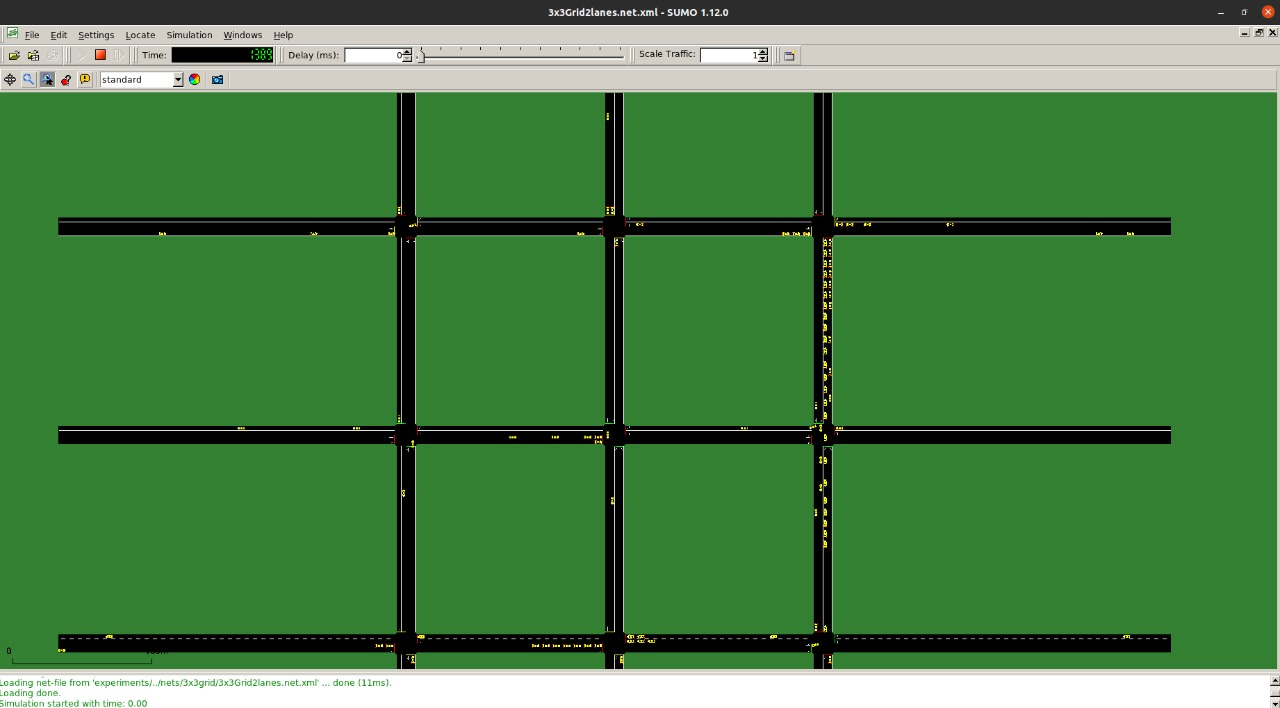 3x3Grid2lanes.net.xml - SUMO 1.12.0
File Edit Settings Locate Simulation Windows Help
Time: 1389 Delay (ms): 0 Scale Traffic: 1
standard
0
Loading net-file from 'experiments/../nets/3x3grid/3x3Grid2lanes.net.xml' ... done (11ms).
Loading done.
Simulation started with time: 0.00